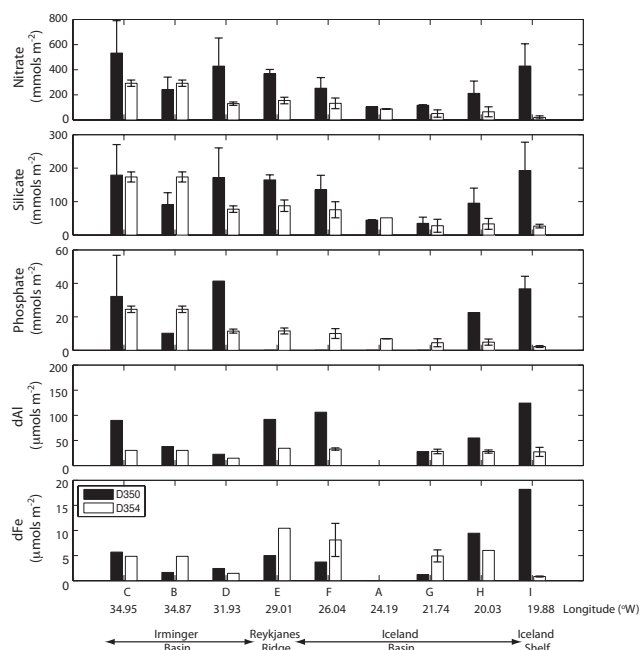 800
600
400
200
0
Nitrate
(mmols m-2)
300
200
100
0
Silicate
(mmols m-2)
60
40
20
0
Phosphate
(mmols m-2)
200
150
100
50
0
dAl
(μmols m-2)
20
15
10
5
0
dFe
(μmols m-2)
D350
D354
C B D E F A G H I
34.95 34.87 31.93 29.01 26.04 24.19 21.74 20.03 19.88 Longitude (°W)
Irminger Reykjanes Iceland Iceland
Basin Ridge Basin Shelf